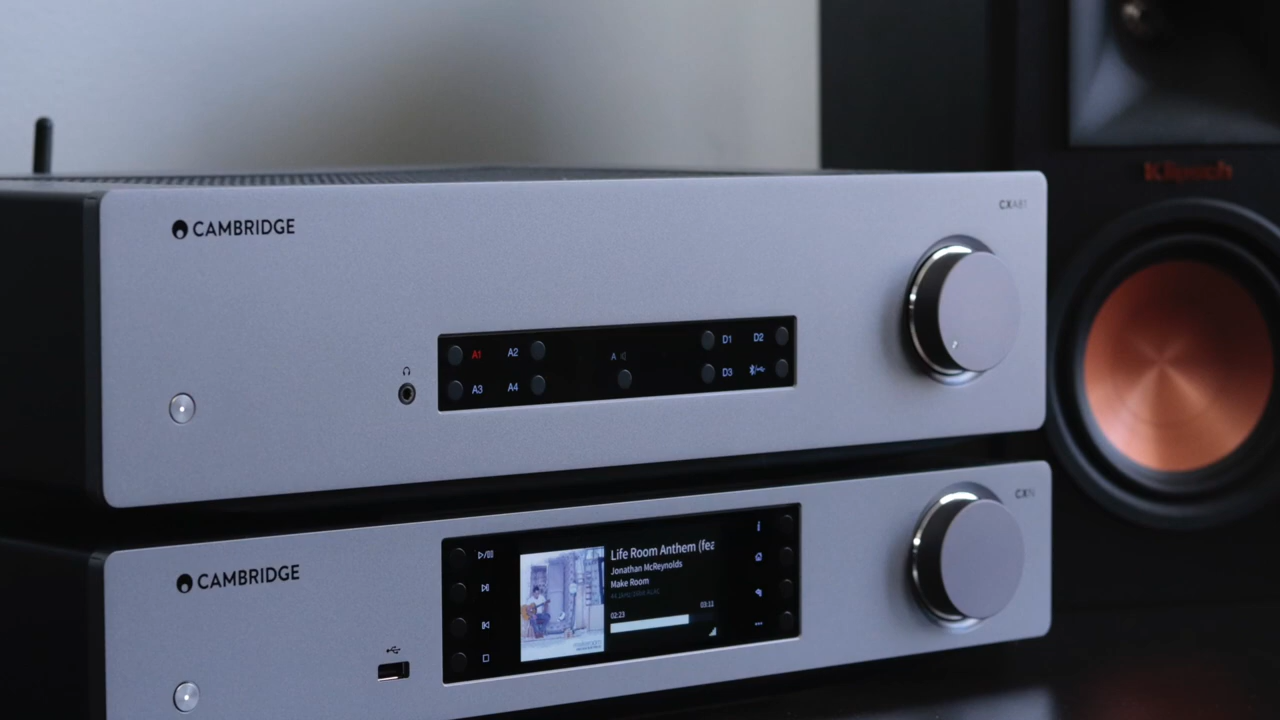 CAMBRIDGE
CXA81
Klipsch
A1 A2
A3 A4
A
D1 D2
D3
CAMBRIDGE
CXN
Life Room Anthem (fea
Jonathan McReynolds
Make Room
02:23 03:11